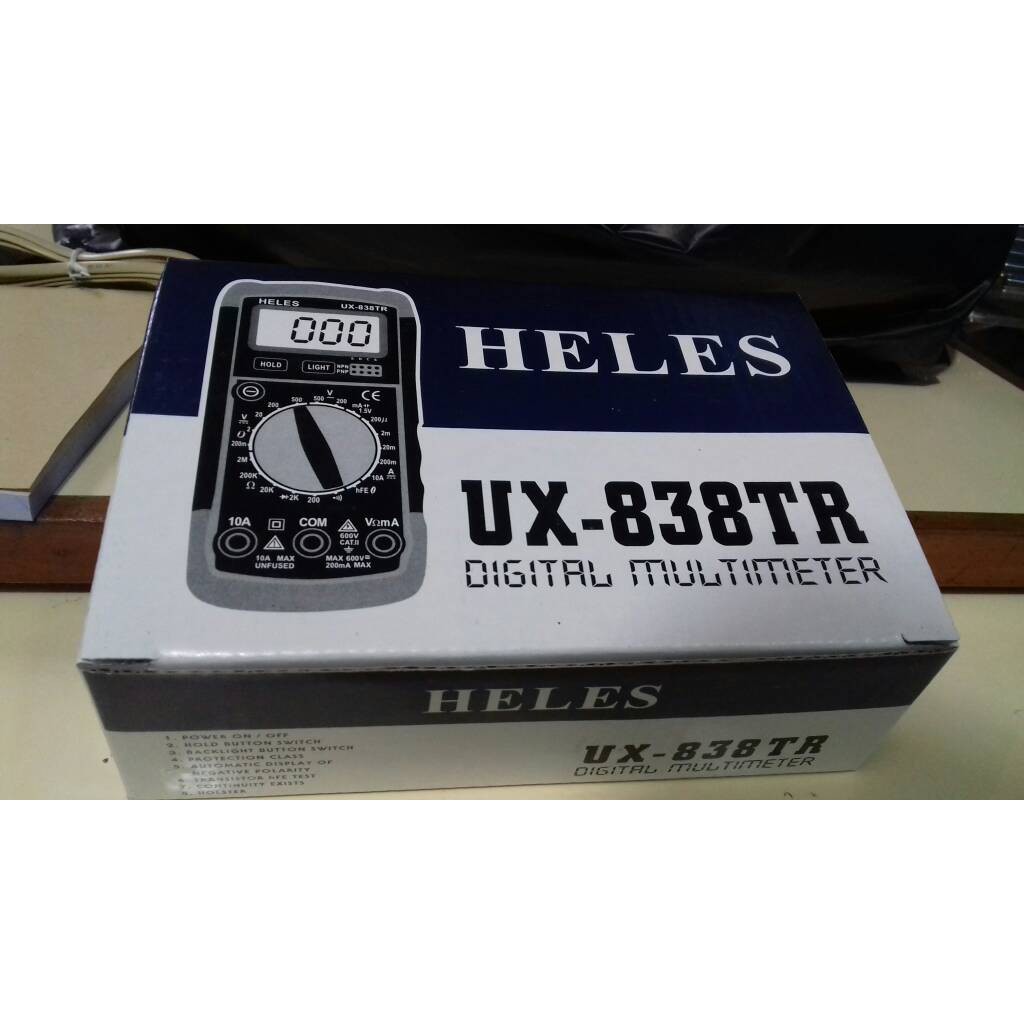 HELES UX-838TR
000
E B C E
HOLD LIGHT NPN
PNP
CE
V
500 500 200
200 mA
20 1.5V
2 200µ
200m 2m
2M 20m
200K 200m
Ω 20K 2K 200 hFE 10A A
10A COM VΩmA
600V
CAT.II
10A MAX
UNFUSED
MAX 600V
200mA MAX
HELES
UX-838TR
DIGITAL MULTIMETER
HELES
1. POWER ON / OFF
2. HOLD BUTTON SWITCH
3. BACKLIGHT BUTTON SWITCH
4. PROTECTION CLASS
5. AUTOMATIC DISPLAY OF
NEGATIVE POLARITY
6. TRANSISTOR hFE TEST
7. CONTINUITY EXISTS
8. HOLSTER
UX-838TR
DIGITAL MULTIMETER